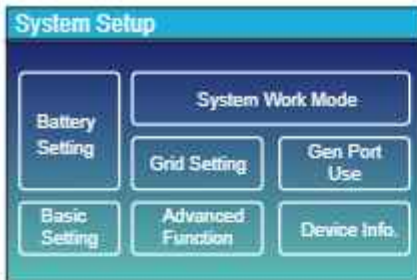 System Setup
Battery
Setting
System Work Mode
Grid Setting
Gen Port
Use
Basic
Setting
Advanced
Function
Device Info.